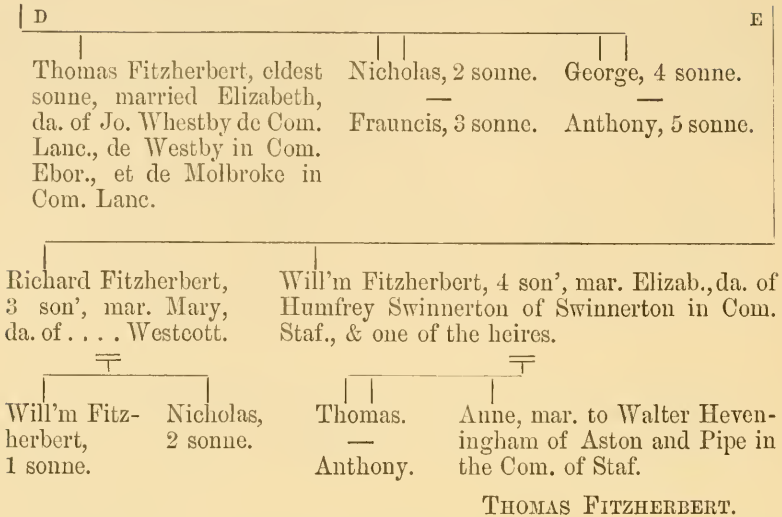 D E
Thomas Fitzherbert, eldest
sonne, married Elizabeth,
da. of Jo. Whestby de Com.
Lanc., de Westby in Com.
Ebor., et de Molbroke in
Com. Lanc.
Nicholas, 2 sonne.
—
Frauncis, 3 sonne.
George, 4 sonne.
—
Anthony, 5 sonne.
Richard Fitzherbert,
3 son', mar. Mary,
da. of . . . . Westcott.
Will'm Fitzherbert, 4 son', mar. Elizab., da. of
Humfrey Swinnerton of Swinnerton in Com.
Staf., & one of the heires.
Will'm Fitz-
herbert,
1 sonne.
Nicholas,
2 sonne.
Thomas.
—
Anthony.
Anne, mar. to Walter Heven-
ingham of Aston and Pipe in
the Com. of Staf.
THOMAS FITZHERBERT.